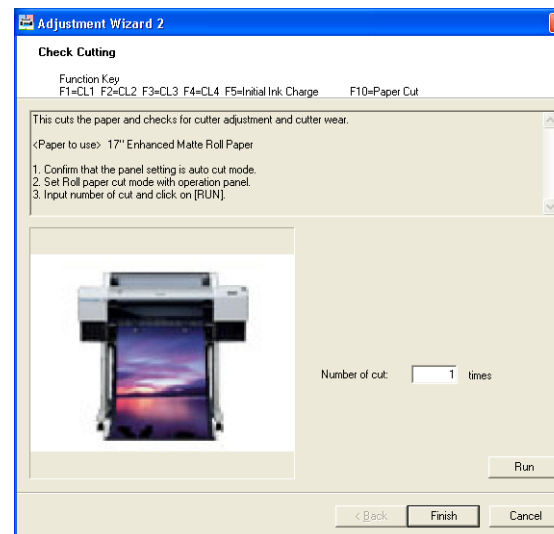 Adjustment Wizard 2
Check Cutting
Function Key
F1=CL1 F2=CL2 F3=CL3 F4=CL4 F5=Initial Ink Charge F10=Paper Cut
This cuts the paper and checks for cutter adjustment and cutter wear.
<Paper to use> 17" Enhanced Matte Roll Paper
1. Confirm that the panel setting is auto cut mode.
2. Set Roll paper cut mode with operation panel.
3. Input number of cut and click on [RUN].
Number of cut: 1 times
Run
< Back Finish Cancel